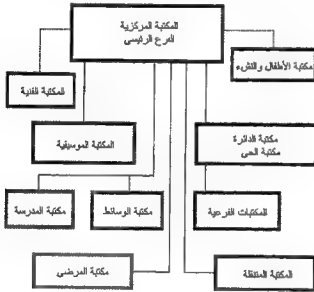 المكتبة المركزية
الفرع الرئيسي
مكتبة الأطفال والنشء
المكتبة الفنية
المكتبة الموسيقية
مكتبة الدائرة
مكتبة الحى
مكتبة المدرسة
مكتبة الوسائط
المكتبات الفرعية
مكتبة المرضى
المكتبة المتنقلة